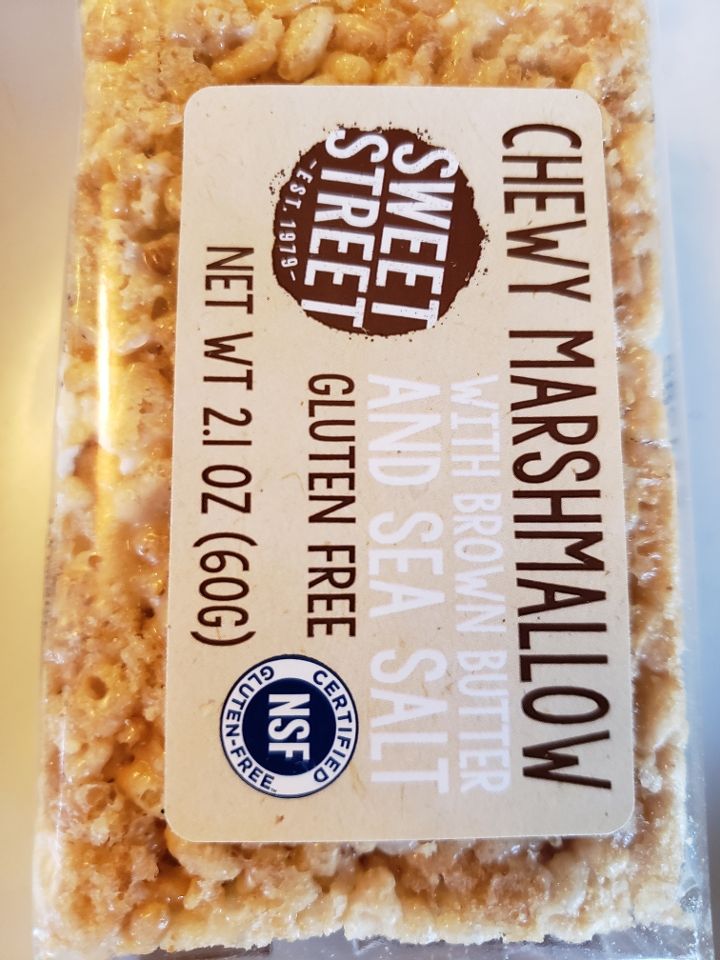 CHEWY MARSHMALLOW
WITH BROWN BUTTER
AND SEA SALT
SWEET
STREET
-EST. 1979-
GLUTEN FREE
NET WT 2.1 OZ (60G)
CERTIFIED
NSF
GLUTEN-FREE™